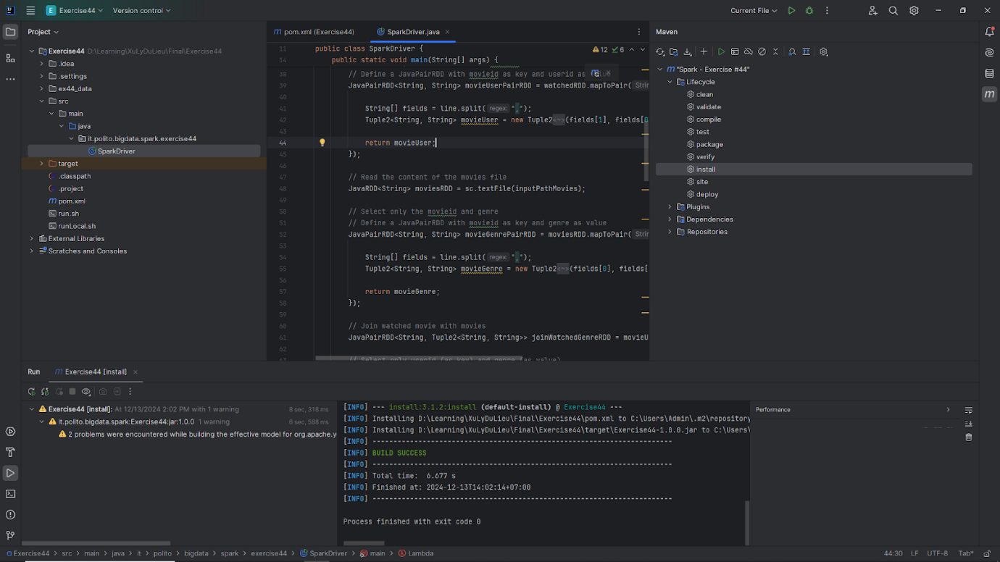 E Exercise44 Version control Current File
Project
Exercise44 D:\Learning\XuLyDuLieu\Final\Exercise44
.idea
.settings
ex44_data
src
main
java
it.polito.bigdata.spark.exercise44
SparkDriver
target
.classpath
.project
pom.xml
run.sh
runLocal.sh
External Libraries
Scratches and Consoles
pom.xml (Exercise44) SparkDriver.java
12 6
11 public class SparkDriver {
14 public static void main(String[] args) {
38 // Define a JavaPairRDD with movieid as key and userid as
39 JavaPairRDD<String, String> movieUserPairRDD = watchedRDD.mapToPair( Strin
40
41 String[] fields = line.split( regex: ",");
42 Tuple2<String, String> movieUser = new Tuple2<~>(fields[1], fields[0
43
44 return movieUser;
45 });
46
47 // Read the content of the movies file
48 JavaRDD<String> moviesRDD = sc.textFile(inputPathMovies);
49
50 // Select only the movieid and genre
51 // Define a JavaPairRDD with movieid as key and genre as value
52 JavaPairRDD<String, String> movieGenrePairRDD = moviesRDD.mapToPair( Strin
53
54 String[] fields = line.split( regex: ",");
55 Tuple2<String, String> movieGenre = new Tuple2<~>(fields[0], fields[
56
57 return movieGenre;
58 });
59
60 // Join watched movie with movies
61 JavaPairRDD<String, Tuple2<String, String>> joinWatchedGenreRDD = movieU
62
63 // Select only userid (as key) and genre (as value)
Maven
"Spark - Exercise #44"
Lifecycle
clean
validate
compile
test
package
verify
install
site
deploy
Plugins
Dependencies
Repositories
Run Exercise44 [install]
Exercise44 [install]: At 12/13/2024 2:02 PM with 1 warning 8 sec, 318 ms
it.polito.bigdata.spark:Exercise44:jar:1.0.0 1 warning 6 sec, 588 ms
2 problems were encountered while building the effective model for org.apache.y
[INFO] --- install:3.1.2:install (default-install) @ Exercise44 ---
[INFO] Installing D:\Learning\XuLyDuLieu\Final\Exercise44\pom.xml to C:\Users\Admin\.m2\repository
[INFO] Installing D:\Learning\XuLyDuLieu\Final\Exercise44\target\Exercise44-1.0.0.jar to C:\Users\
[INFO] ------------------------------------------------------------------------
[INFO] BUILD SUCCESS
[INFO] ------------------------------------------------------------------------
[INFO] Total time:  6.677 s
[INFO] Finished at: 2024-12-13T14:02:14+07:00
[INFO] ------------------------------------------------------------------------
Process finished with exit code 0
Performance
Exercise44 > src > main > java > it > polito > bigdata > spark > exercise44 > SparkDriver > main > Lambda 44:30 LF UTF-8 Tab*